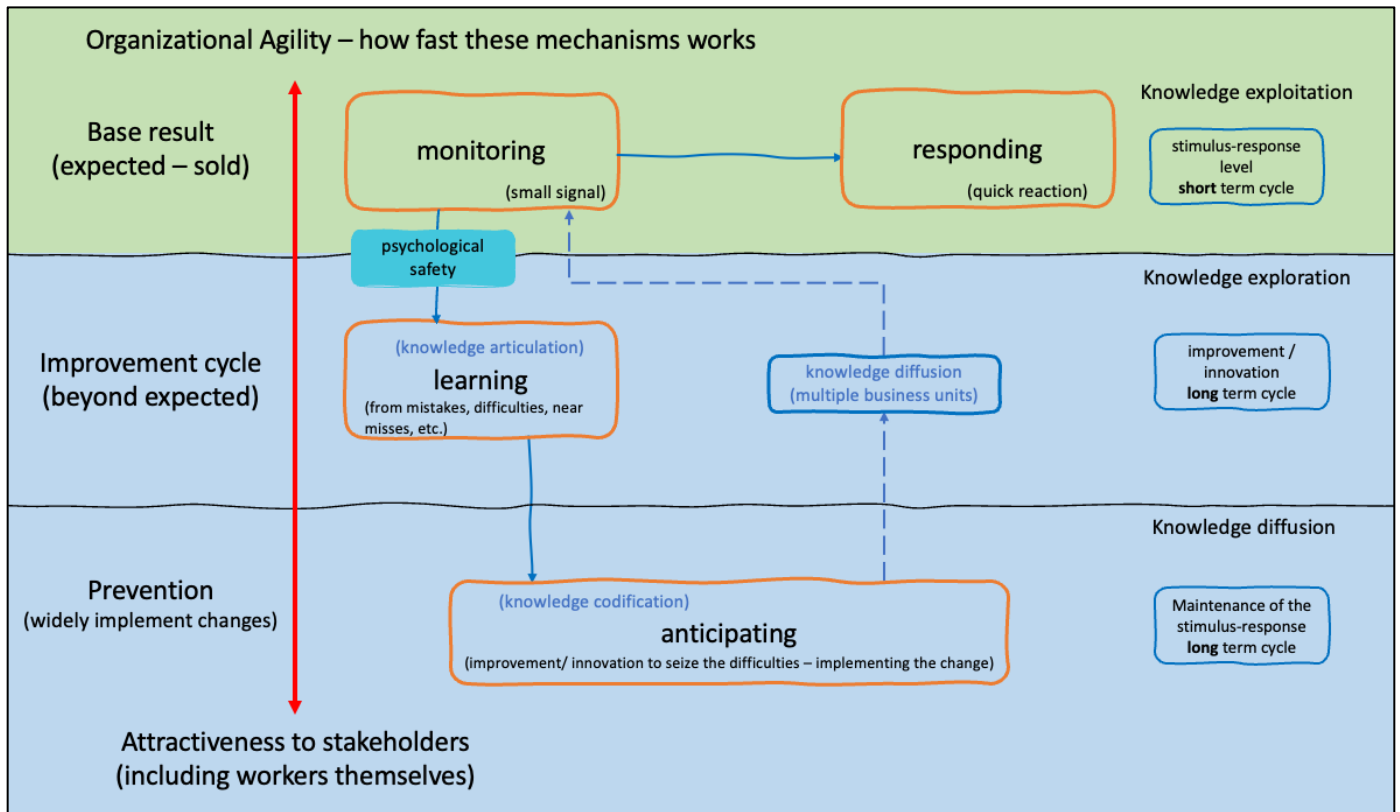 Organizational Agility – how fast these mechanisms works
Base result
(expected – sold)
monitoring
(small signal)
responding
(quick reaction)
Knowledge exploitation
stimulus-response
level
short term cycle
psychological
safety
Knowledge exploration
Improvement cycle
(beyond expected)
(knowledge articulation)
learning
(from mistakes, difficulties, near
misses, etc.)
knowledge diffusion
(multiple business units)
improvement /
innovation
long term cycle
Knowledge diffusion
Prevention
(widely implement changes)
(knowledge codification)
anticipating
(improvement/ innovation to seize the difficulties – implementing the change)
Maintenance of the
stimulus-response
long term cycle
Attractiveness to stakeholders
(including workers themselves)